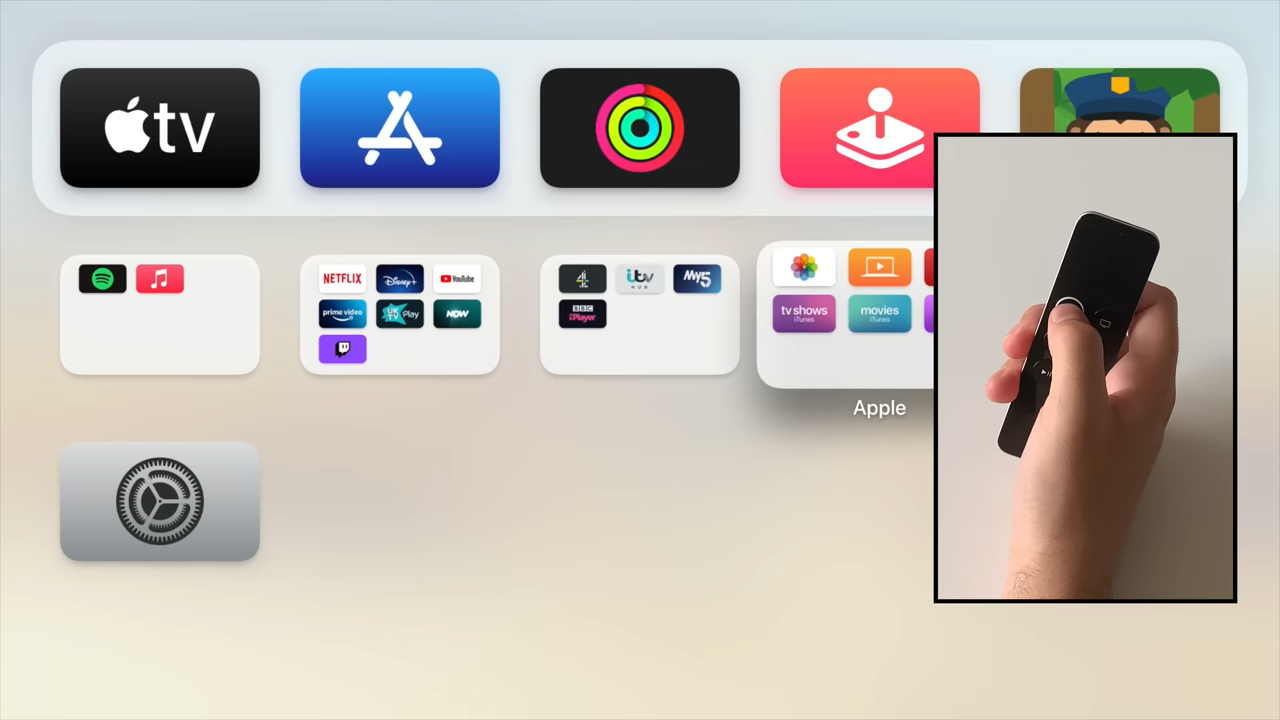 tv
NETFLIX
Disney+
YouTube
itv
HUB
My5
prime video
UKTV Play
NOW
BBC
iPlayer
tv shows
iTunes
movies
iTunes
Apple